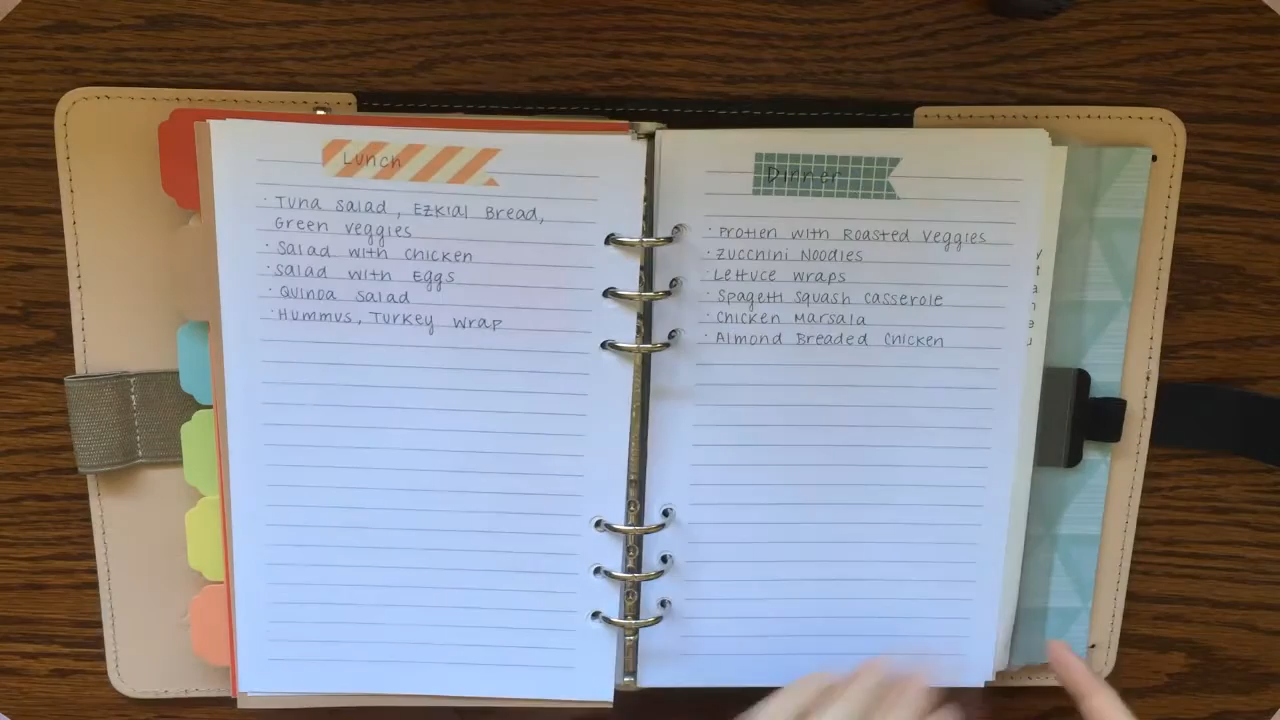 Lunch
· Tuna salad, Ezkial Bread,
Green veggies
· Salad with chicken
· Salad with Eggs
· Quinoa salad
· Hummus, Turkey wrap
Dinner
· Protien with Roasted Veggies
· Zucchini Noodles
· Lettuce wraps
· Spagetti squash casserole
· Chicken Marsala
· Almond Breaded Chicken